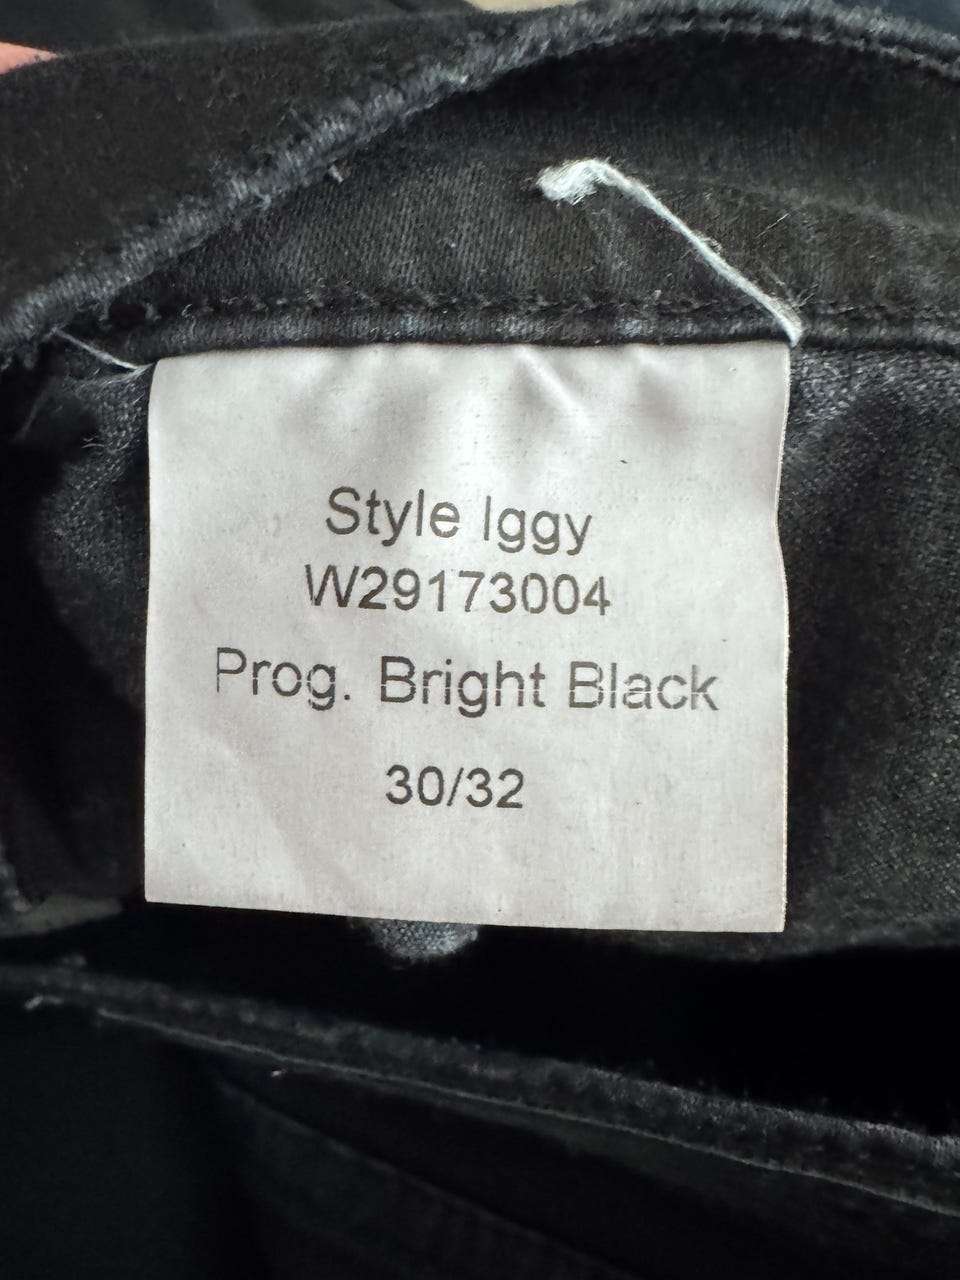 Style Iggy
W29173004
Prog. Bright Black
30/32